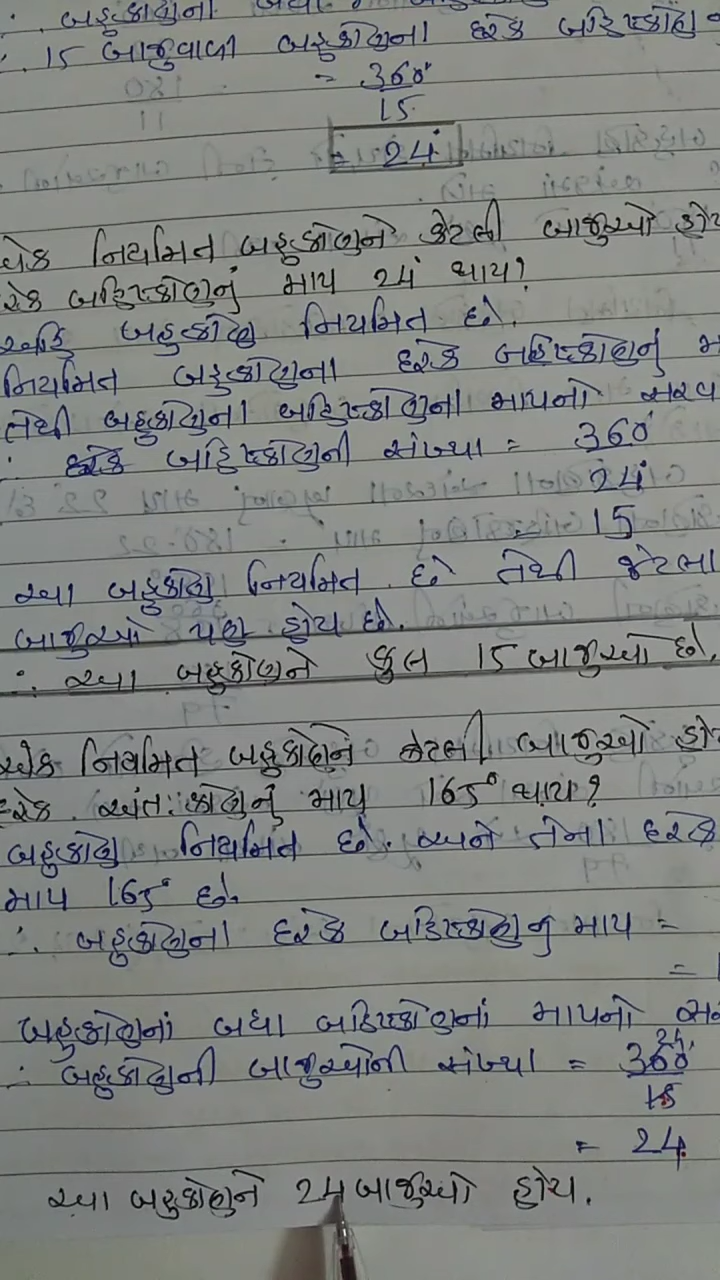 ∴ બહુકોણના બધા
∴ 15 બાજુવાળા બહુકોણના દરેક બહિષ્કોણ
= 360°
15
= 24°
એક નિયમિત બહુકોણને કેટલી બાજુઓ હોય
દરેક બહિષ્કોણનું માપ 24° થાય?
અહીં બહુકોણ નિયમિત છે.
નિયમિત બહુકોણના દરેક બહિષ્કોણનું
તેથી બહુકોણના બહિષ્કોણના માપનો સરવ
∴ દરેક બહિષ્કોણની સંખ્યા = 360°
24°
= 15
આ બહુકોણ નિયમિત છે તેથી જેટલા
બાજુઓ પણ હોય છે.
∴ આ બહુકોણને કુલ 15 બાજુઓ છે.
એક નિયમિત બહુકોણને કેટલી બાજુઓ હોય
દરેક અંતઃકોણનું માપ 165° થાય?
બહુકોણ નિયમિત છે. અને તેના દરેક
માપ 165° છે.
∴ બહુકોણના દરેક બહિષ્કોણનું માપ =
=
બહુકોણનાં બધા બહિષ્કોણનાં માપનો સ
24
∴ બહુકોણની બાજુઓની સંખ્યા = 360°
15
= 24
આ બહુકોણને 24 બાજુઓ હોય.